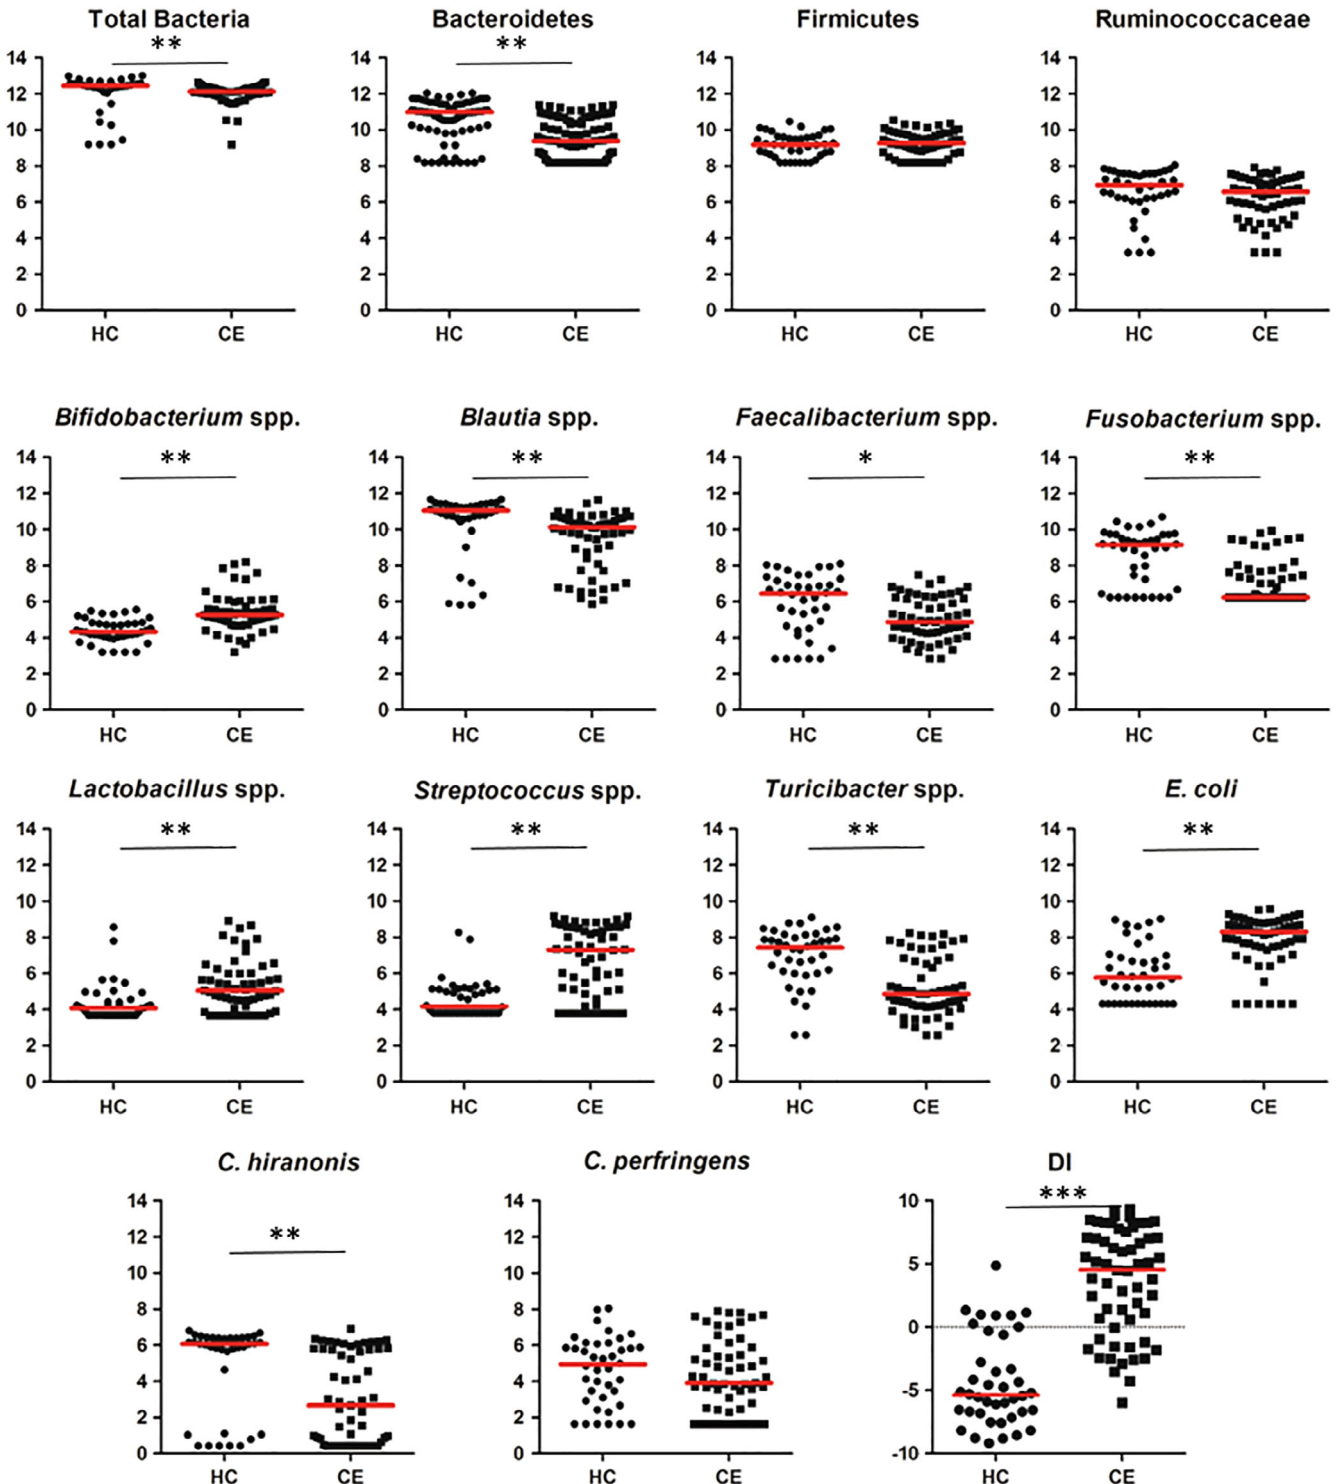 Total Bacteria Bacteroidetes Firmicutes Ruminococcaceae
** **
14 14 14 14
12 12 12 12
10 10 10 10
8 8 8 8
6 6 6 6
4 4 4 4
2 2 2 2
0 0 0 0
HC CE HC CE HC CE HC CE
Bifidobacterium spp. Blautia spp. Faecalibacterium spp. Fusobacterium spp.
** ** * **
14 14 14 14
12 12 12 12
10 10 10 10
8 8 8 8
6 6 6 6
4 4 4 4
2 2 2 2
0 0 0 0
HC CE HC CE HC CE HC CE
Lactobacillus spp. Streptococcus spp. Turicibacter spp. E. coli
** ** ** **
14 14 14 14
12 12 12 12
10 10 10 10
8 8 8 8
6 6 6 6
4 4 4 4
2 2 2 2
0 0 0 0
HC CE HC CE HC CE HC CE
C. hiranonis C. perfringens DI
** ***
14 14 10
12 12
10 10 5
8 8
6 6 0
4 4 -5
2 2
0 0 -10
HC CE HC CE HC CE